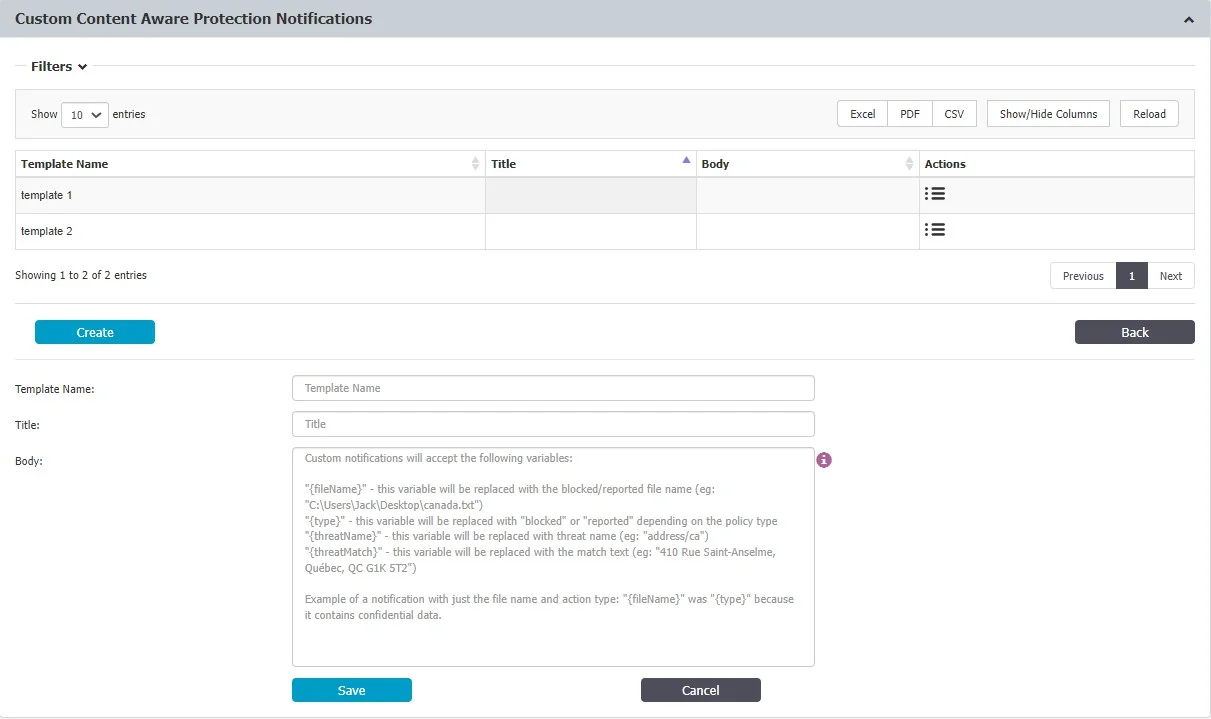 Custom Content Aware Protection Notifications
Filters
Show 10 entries
Excel PDF CSV Show/Hide Columns Reload
Template Name Title Body Actions
template 1
template 2
Showing 1 to 2 of 2 entries
Previous 1 Next
Create Back
Template Name: Template Name
Title: Title
Body:
Custom notifications will accept the following variables:
"{fileName}" - this variable will be replaced with the blocked/reported file name (eg:
"C:\Users\Jack\Desktop\canada.txt")
"{type}" - this variable will be replaced with "blocked" or "reported" depending on the policy type
"{threatName}" - this variable will be replaced with threat name (eg: "address/ca")
"{threatMatch}" - this variable will be replaced with the match text (eg: "410 Rue Saint-Anselme,
Québec, QC G1K 5T2")
Example of a notification with just the file name and action type: "{fileName}" was "{type}" because
it contains confidential data.
Save Cancel